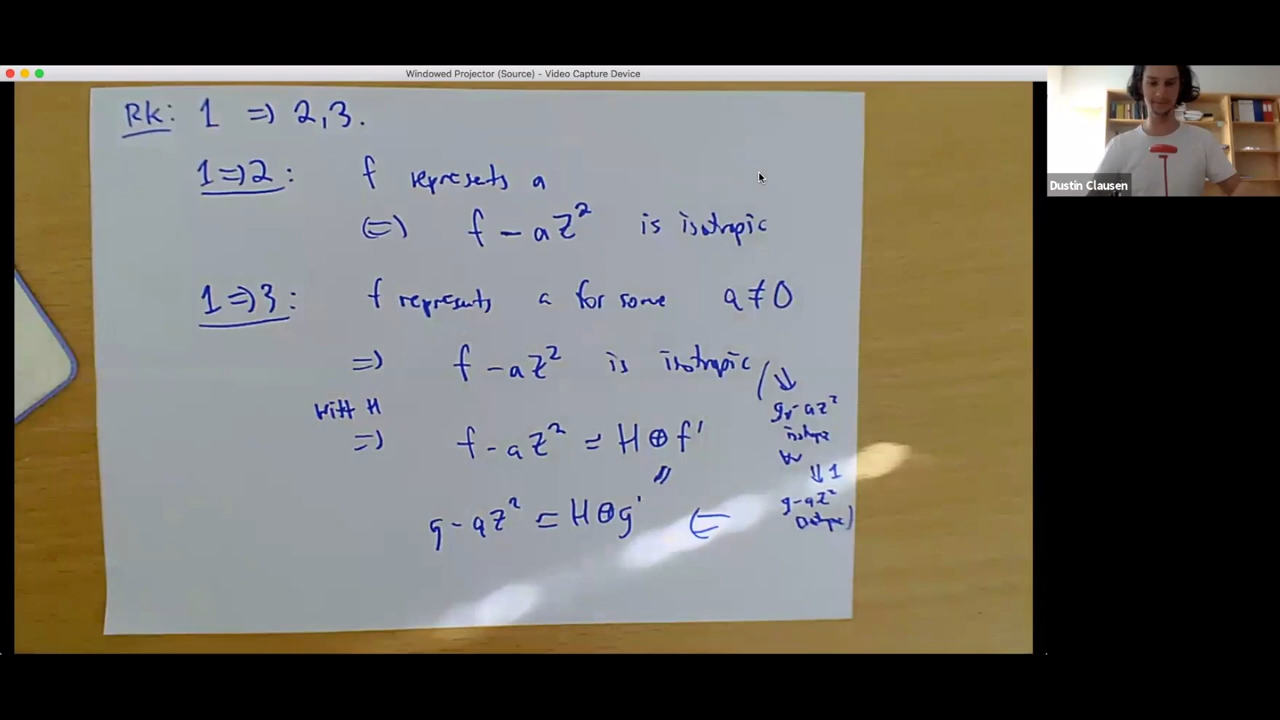 Windowed Projector (Source) - Video Capture Device
Rk: 1 => 2,3.
1=>2: f represents a
<=> f - aZ² is isotropic
1=>3: f represents a for some a≠0
=> f - aZ² is isotropic
Witt
=> f - aZ² = H⊕f'
g - aZ² = H⊕g' <=
(⇓
g_v - aZ²
∀v
⇓ 1
g - aZ²
Dustin Clausen